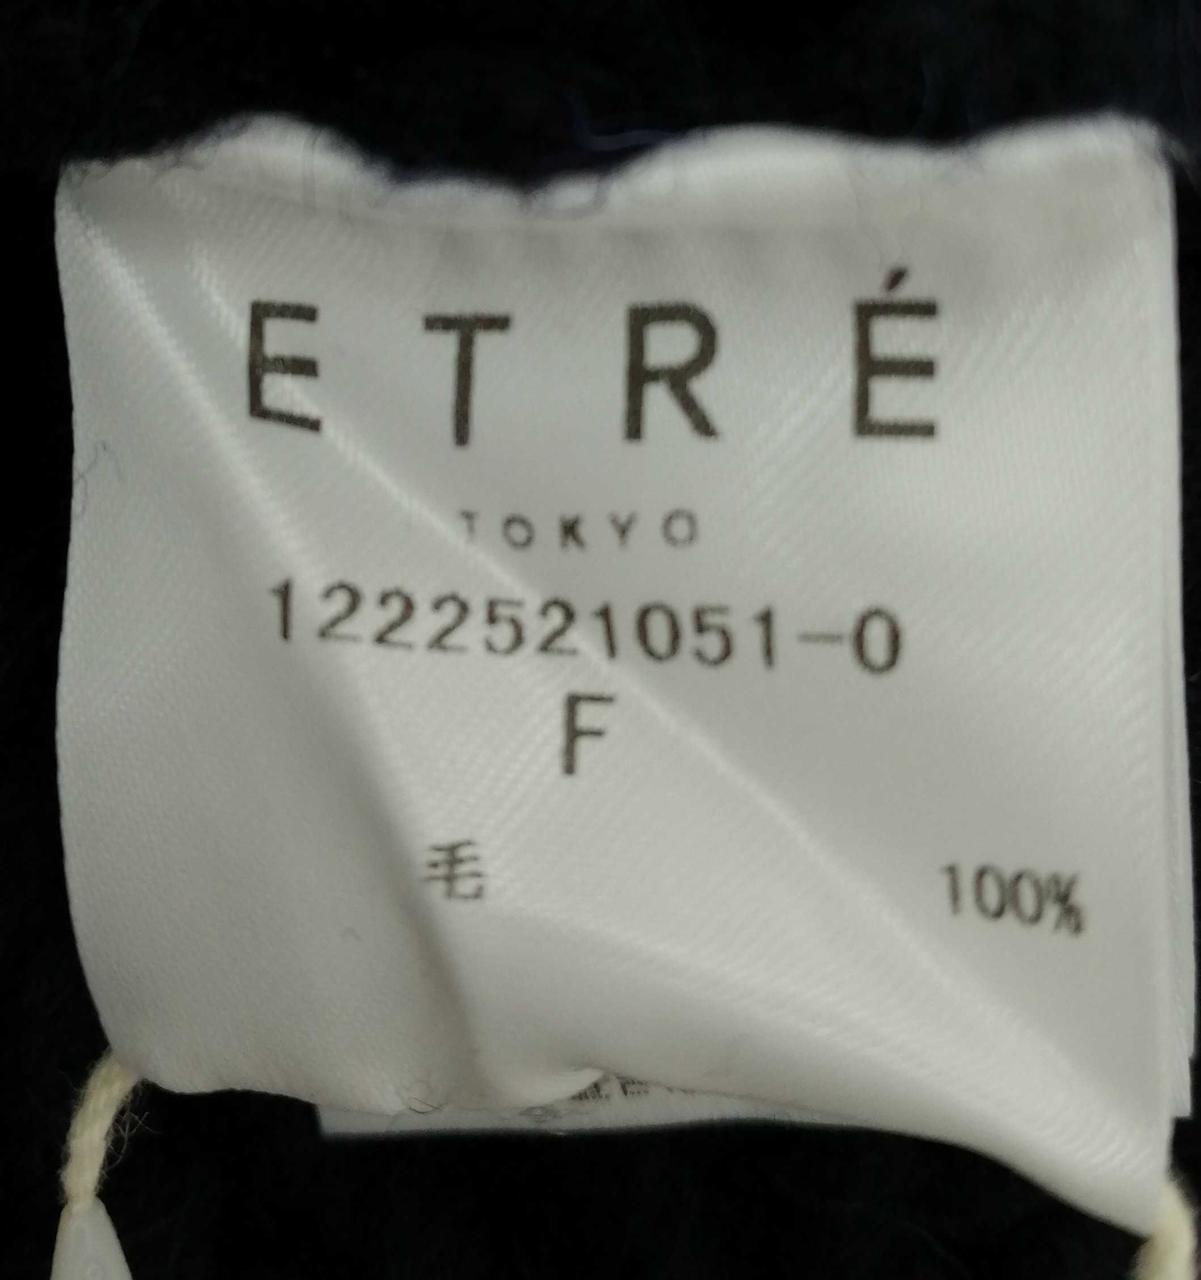 ETRÉ
TOKYO
1222521051-0
F
毛 100%